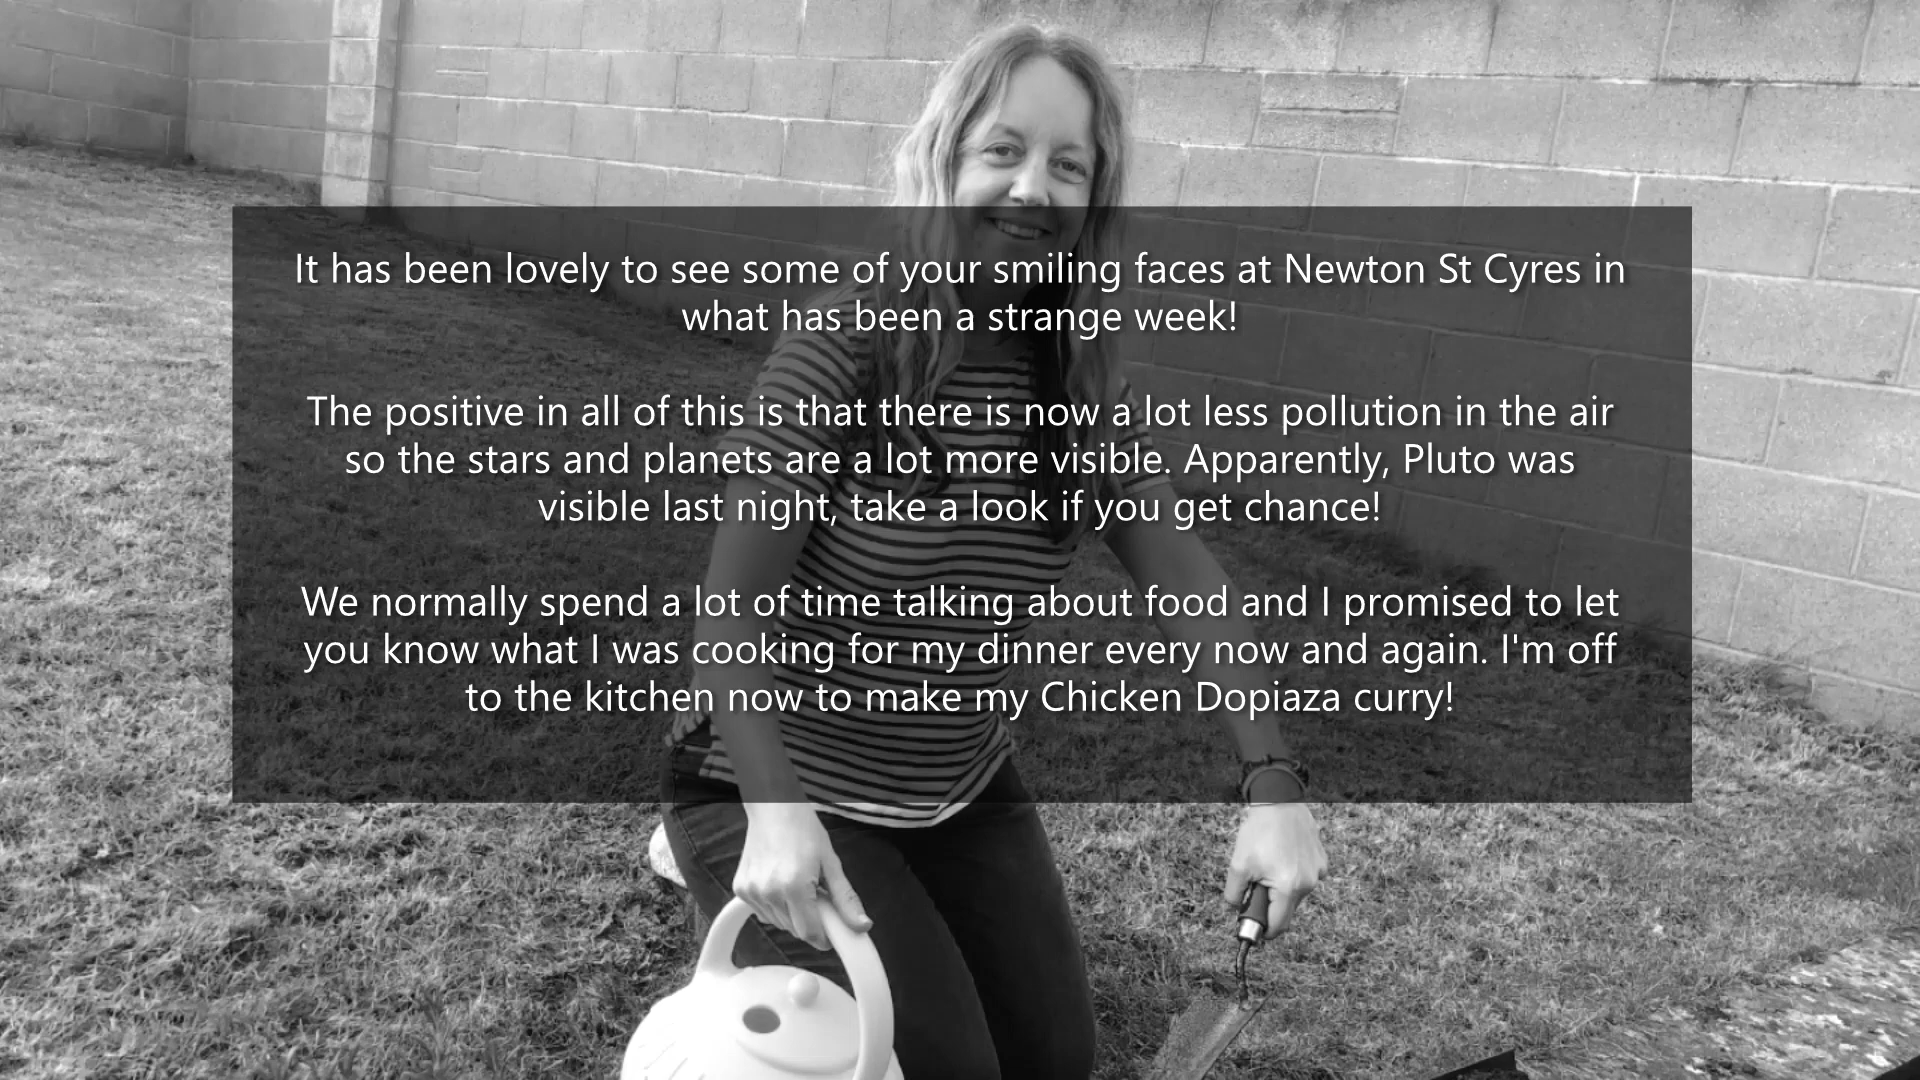 It has been lovely to see some of your smiling faces at Newton St Cyres in
what has been a strange week!
The positive in all of this is that there is now a lot less pollution in the air
so the stars and planets are a lot more visible. Apparently, Pluto was
visible last night, take a look if you get chance!
We normally spend a lot of time talking about food and I promised to let
you know what I was cooking for my dinner every now and again. I'm off
to the kitchen now to make my Chicken Dopiaza curry!